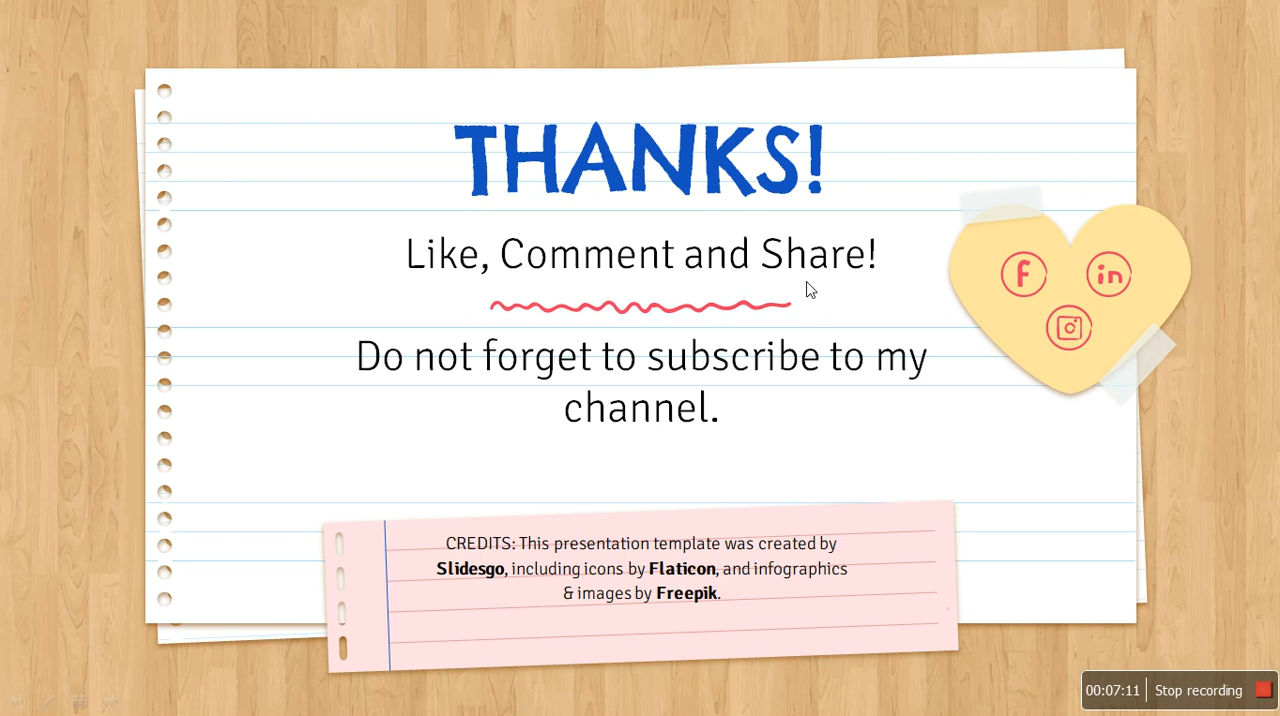 THANKS!
Like, Comment and Share!
f
in
Do not forget to subscribe to my
channel.
CREDITS: This presentation template was created by
Slidesgo, including icons by Flaticon, and infographics
& images by Freepik.
00:07:11 Stop recording